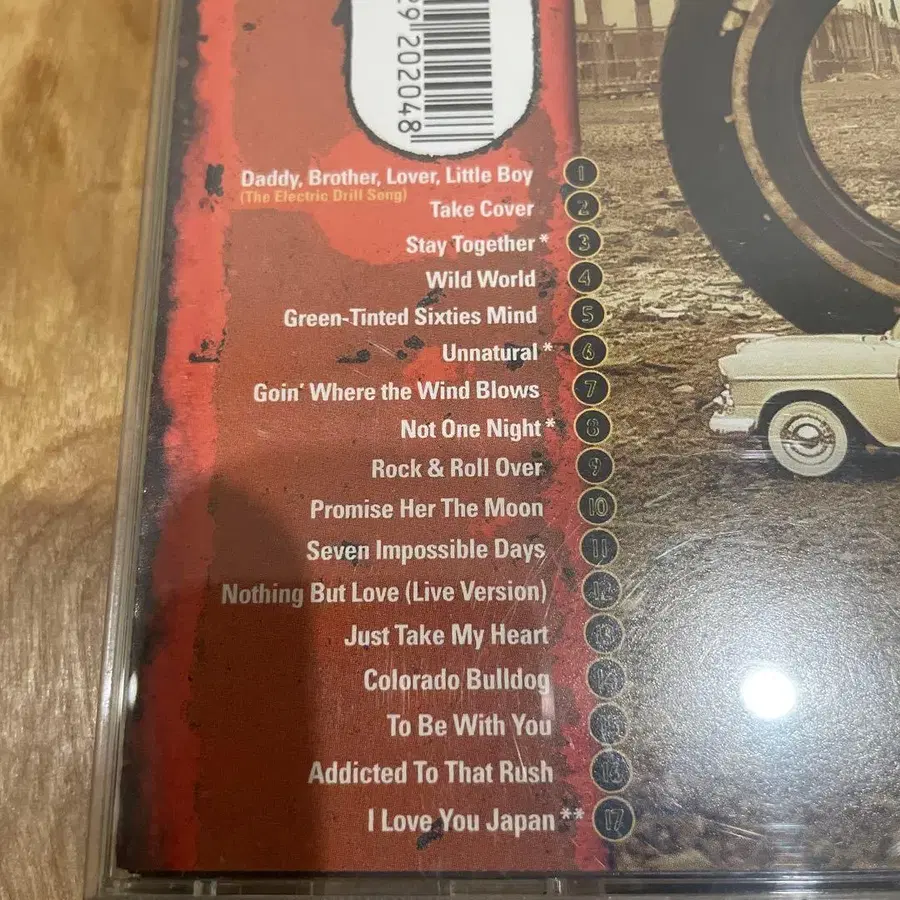 29 202048
Daddy, Brother, Lover, Little Boy 1
(The Electric Drill Song)
Take Cover 2
Stay Together* 3
Wild World 4
Green-Tinted Sixties Mind 5
Unnatural* 6
Goin' Where the Wind Blows 7
Not One Night* 8
Rock & Roll Over 9
Promise Her The Moon 10
Seven Impossible Days 11
Nothing But Love (Live Version) 12
Just Take My Heart 13
Colorado Bulldog 14
To Be With You 15
Addicted To That Rush 16
I Love You Japan** 17